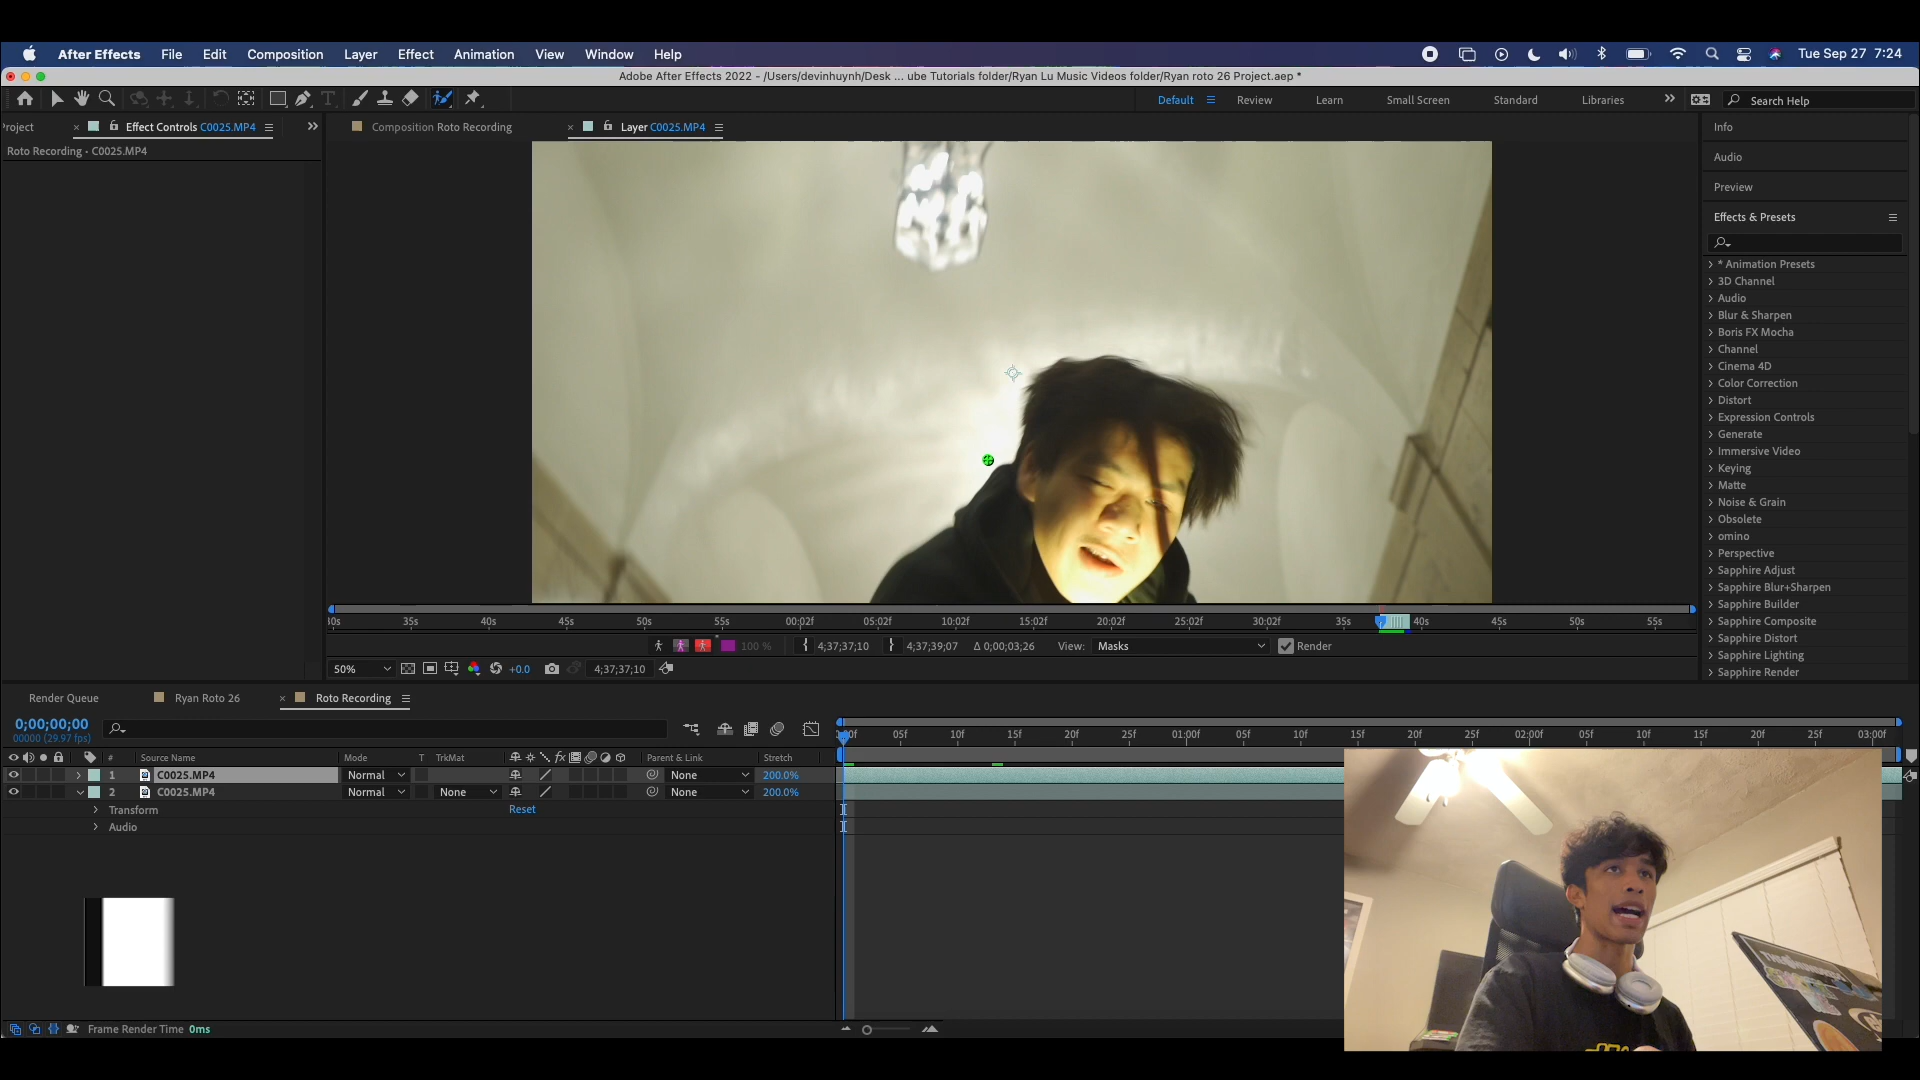 After Effects File Edit Composition Layer Effect Animation View Window Help Tue Sep 27 7:24
Adobe After Effects 2022 - /Users/devinhuynh/Desk ... ube Tutorials folder/Ryan Lu Music Videos folder/Ryan roto 26 Project.aep *
Default Review Learn Small Screen Standard Libraries Search Help
roject Effect Controls C0025.MP4 Composition Roto Recording Layer C0025.MP4
Roto Recording • C0025.MP4
Info
Audio
Preview
Effects & Presets
* Animation Presets
3D Channel
Audio
Blur & Sharpen
Boris FX Mocha
Channel
Cinema 4D
Color Correction
Distort
Expression Controls
Generate
Immersive Video
Keying
Matte
Noise & Grain
Obsolete
omino
Perspective
Sapphire Adjust
Sapphire Blur+Sharpen
Sapphire Builder
Sapphire Composite
Sapphire Distort
Sapphire Lighting
Sapphire Render
30s 35s 40s 45s 50s 55s 00:02f 05:02f 10:02f 15:02f 20:02f 25:02f 30:02f 35s 40s 45s 50s 55s
100 % 4;37;37;10 4;37;39;07 Δ 0;00;03;26 View: Masks Render
50% +0.0 4;37;37;10
Render Queue Ryan Roto 26 Roto Recording
0;00;00;00
00000 (29.97 fps)
:00f 05f 10f 15f 20f 25f 01:00f 05f 10f 15f 20f 25f 02:00f 05f 10f 15f 20f 25f 03:00f
# Source Name Mode T TrkMat fx Parent & Link Stretch
1 C0025.MP4 Normal None 200.0%
2 C0025.MP4 Normal None None 200.0%
Transform Reset
Audio
Frame Render Time 0ms